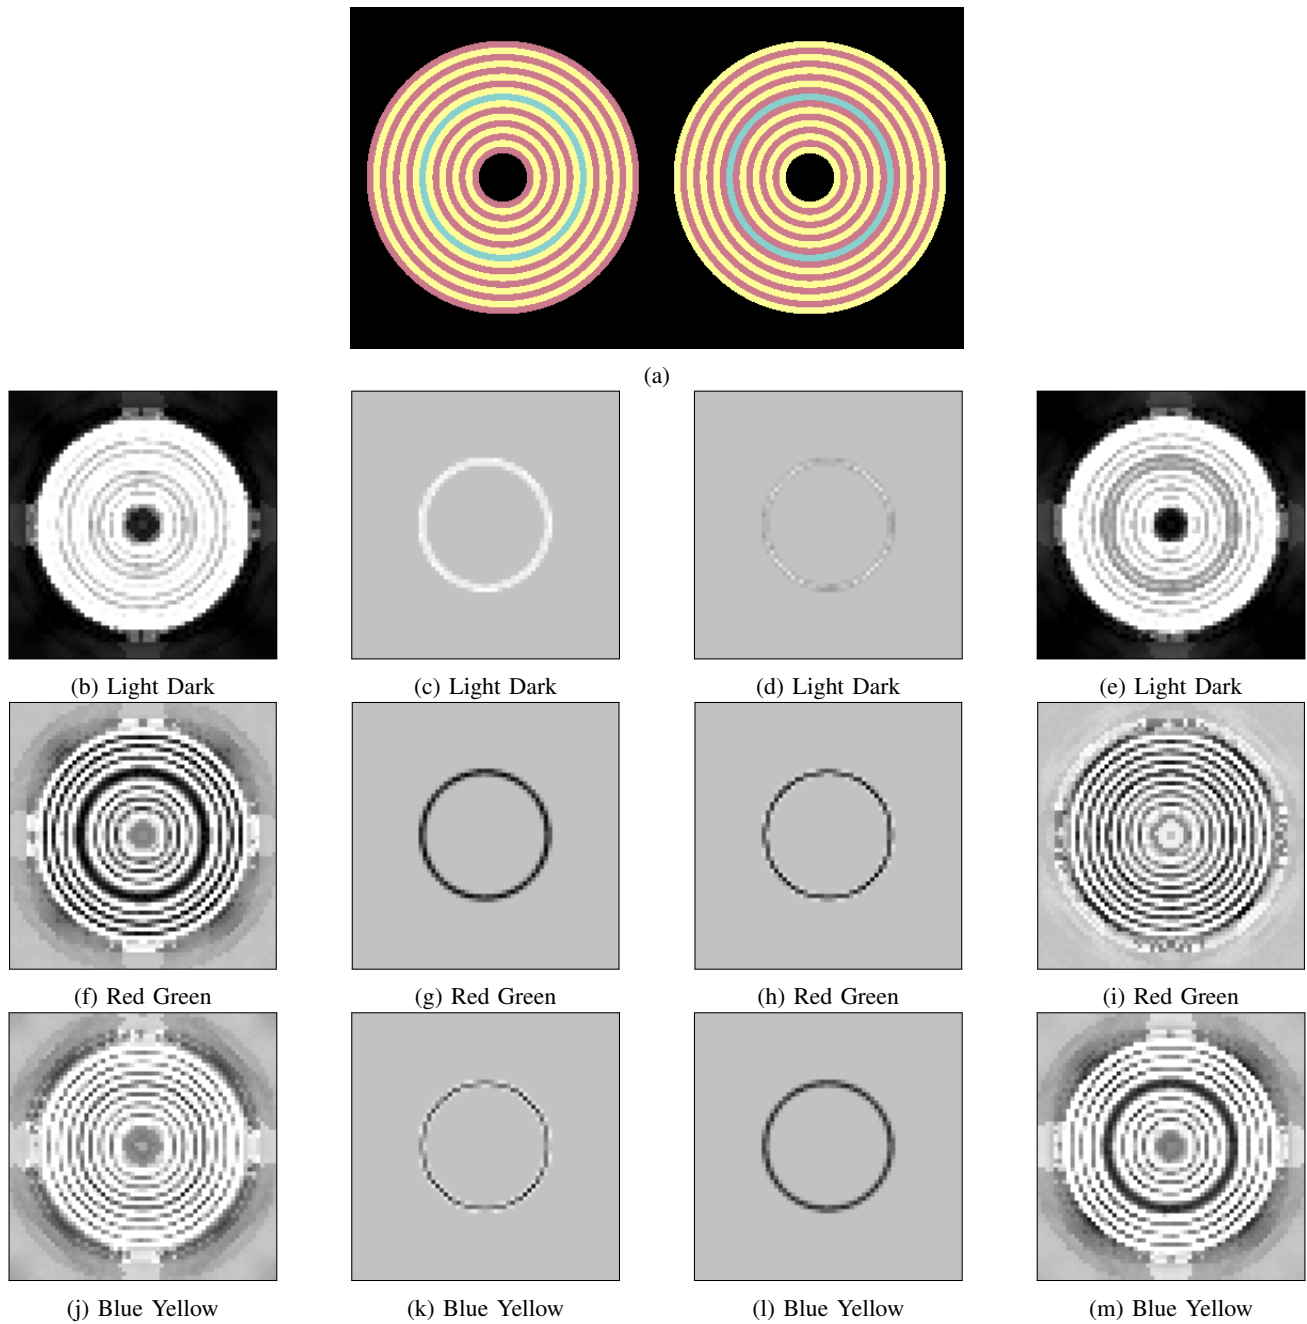 (a)
(b) Light Dark
(c) Light Dark
(d) Light Dark
(e) Light Dark
(f) Red Green
(g) Red Green
(h) Red Green
(i) Red Green
(j) Blue Yellow
(k) Blue Yellow
(l) Blue Yellow
(m) Blue Yellow